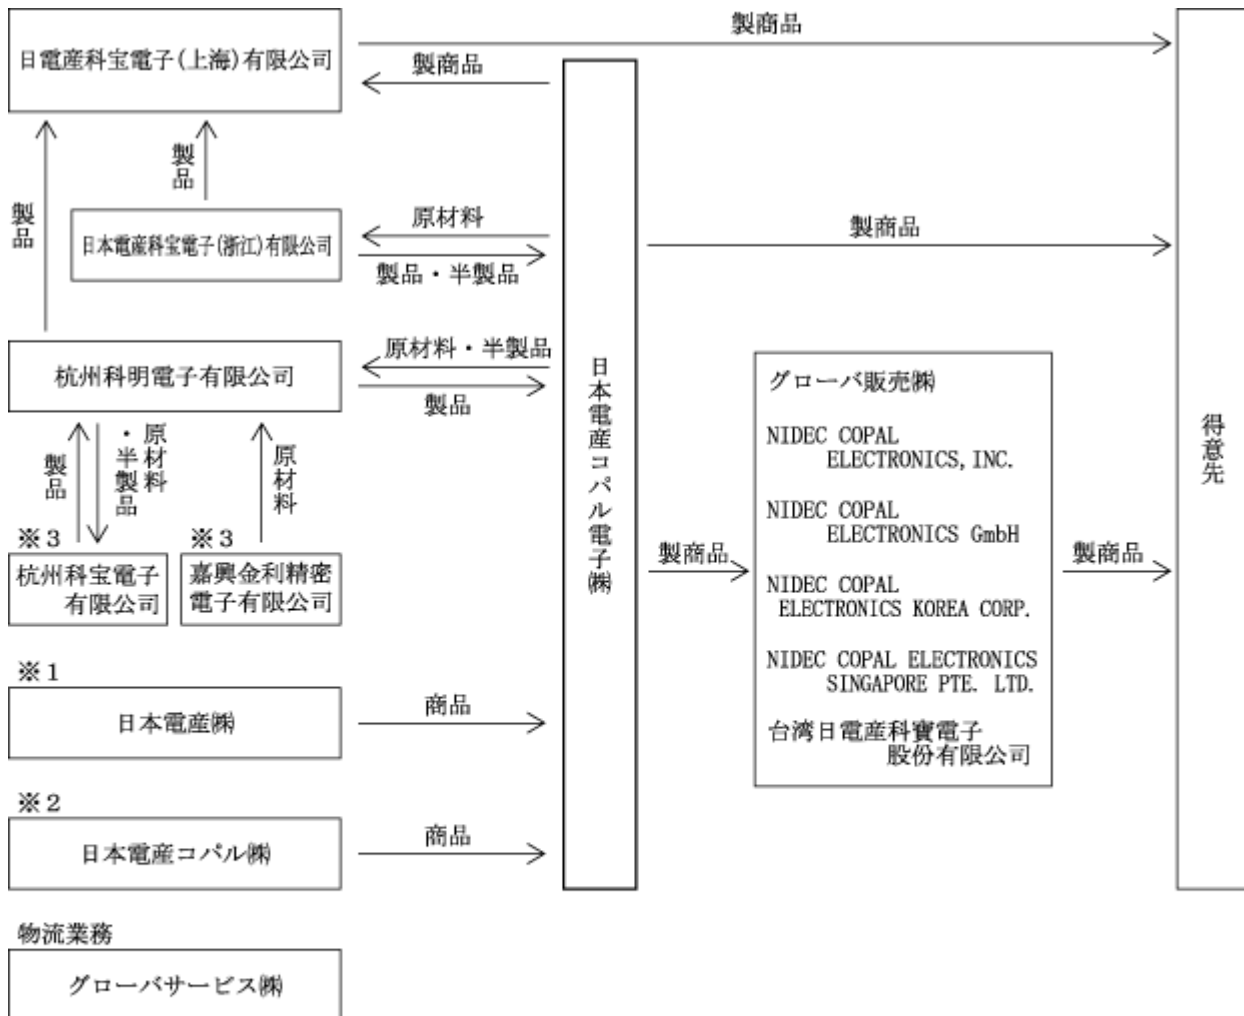 製商品
日電産科宝電子(上海)有限公司
製商品
製品
製品
原材料
日本電産科宝電子(浙江)有限公司
製品・半製品
製商品
原材料・半製品
杭州科明電子有限公司
製品
製品
原材料
・半製品
原材料
※3
杭州科宝電子
有限公司
※3
嘉興金利精密
電子有限公司
※1
日本電産㈱
商品
※2
日本電産コパル㈱
商品
物流業務
グローバサービス㈱
日本電産コパル電子㈱
製商品
グローバ販売㈱
NIDEC COPAL
ELECTRONICS, INC.
NIDEC COPAL
ELECTRONICS GmbH
NIDEC COPAL
ELECTRONICS KOREA CORP.
NIDEC COPAL ELECTRONICS
SINGAPORE PTE. LTD.
台湾日電産科寶電子
股份有限公司
製商品
得意先